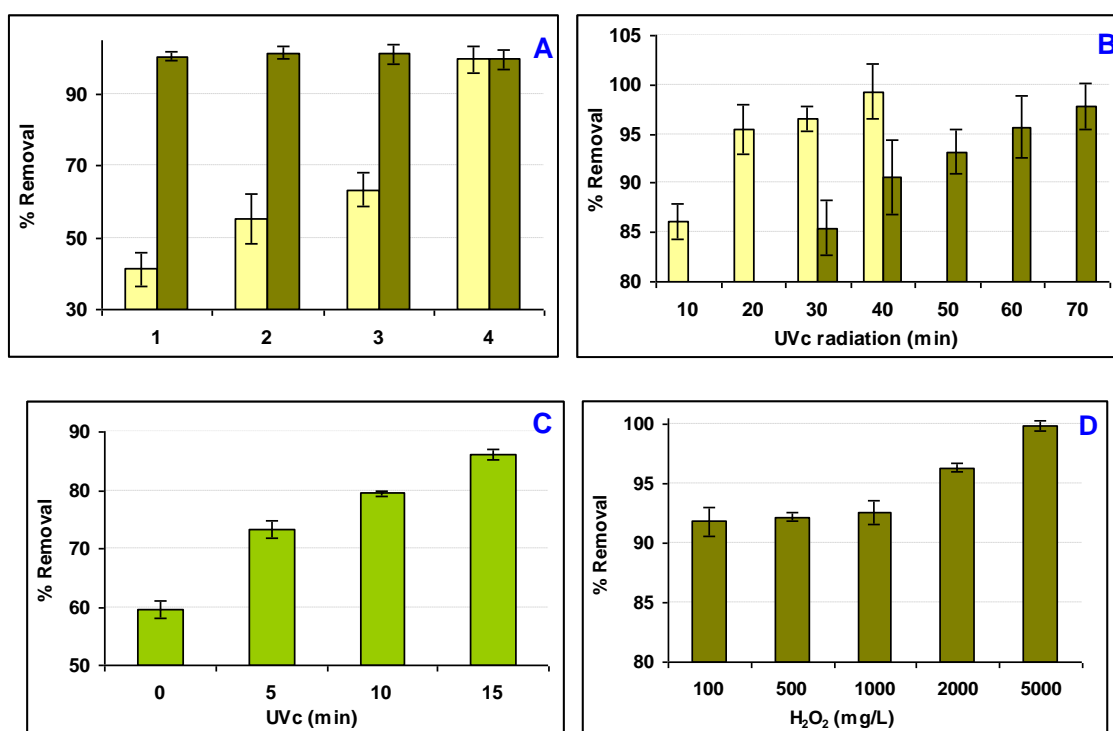 A
% Removal
90
70
50
30
1 2 3 4
B
% Removal
105
100
95
90
85
80
10 20 30 40 50 60 70
UVc radiation (min)
C
% Removal
90
80
70
60
50
0 5 10 15
UVc (min)
D
% Removal
100
95
90
85
80
100 500 1000 2000 5000
H₂O₂ (mg/L)